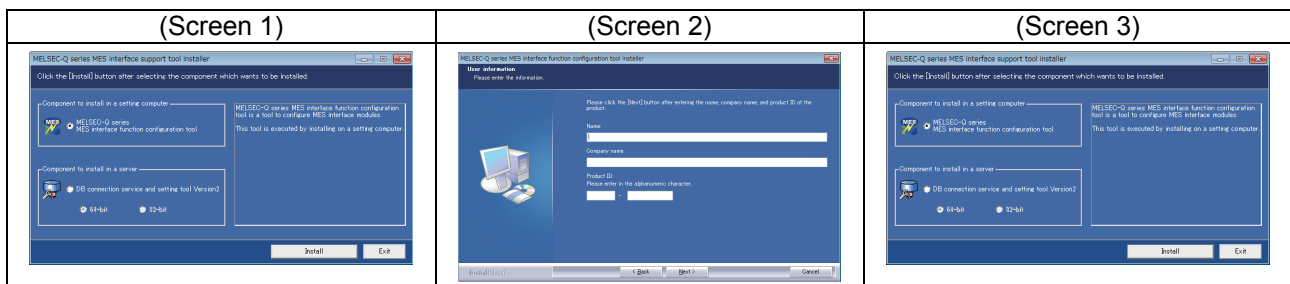 (Screen 1)
(Screen 2)
(Screen 3)
MELSEC-Q series MES interface support tool installer
Click the [Install] button after selecting the component which wants to be installed.
Component to install in a setting computer
MELSEC-Q series
MES interface function configuration tool
MELSEC-Q series MES interface function configuration
tool is a tool to configure MES interface modules.
This tool is executed by installing on a setting computer.
Component to install in a server
DB connection service and setting tool Version2
64-bit
32-bit
Install
Exit
MELSEC-Q series MES interface function configuration tool installer
User information
Please enter the information.
Please click the [Next] button after entering the name, company name, and product ID of the
product.
Name
Company name
Product ID:
Please enter in the alphanumeric character.
-
< Back
Next >
Cancel
MELSEC-Q series MES interface support tool installer
Click the [Install] button after selecting the component which wants to be installed.
Component to install in a setting computer
MELSEC-Q series
MES interface function configuration tool
MELSEC-Q series MES interface function configuration
tool is a tool to configure MES interface modules.
This tool is executed by installing on a setting computer.
Component to install in a server
DB connection service and setting tool Version2
64-bit
32-bit
Install
Exit